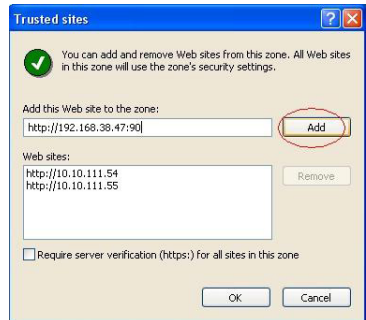 Trusted sites
You can add and remove Web sites from this zone. All Web sites
in this zone will use the zone's security settings.
Add this Web site to the zone:
http://192.168.38.47:90
Add
Web sites:
http://10.10.111.54
http://10.10.111.55
Remove
Require server verification (https:) for all sites in this zone
OK
Cancel